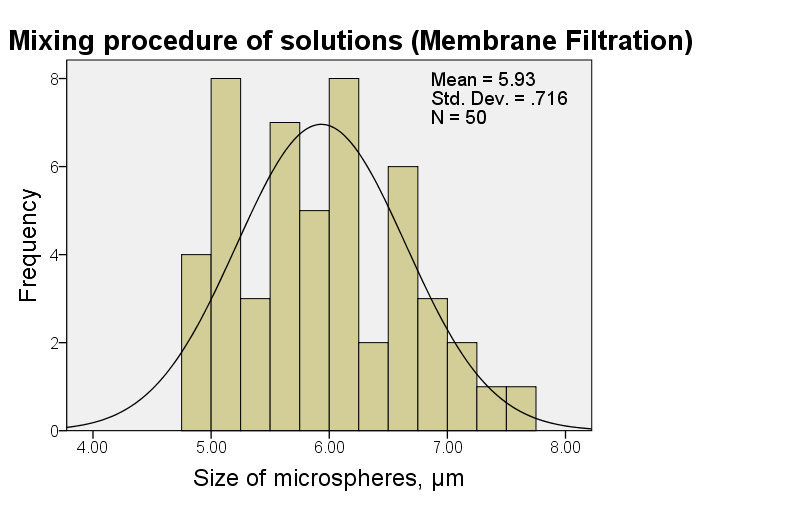 Mixing procedure of solutions (Membrane Filtration)
Mean = 5.93
Std. Dev. = .716
N = 50
Frequency
8
6
4
2
0
4.00 5.00 6.00 7.00 8.00
Size of microspheres, µm